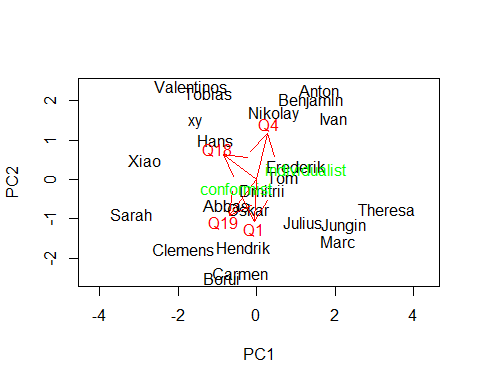 Valentinos
Tobias
Anton
Benjamin
xy
Nikolay
Ivan
Q4
Hans
Q18
Xiao
Frederik
individualist
Tom
conformist
Dmitrii
Abbas
Oskar
Theresa
Sarah
Q19
Q1
Julius
Jungin
Clemens
Hendrik
Marc
Carmen
2
1
0
-1
-2
PC2
-4 -2 0 2 4
PC1